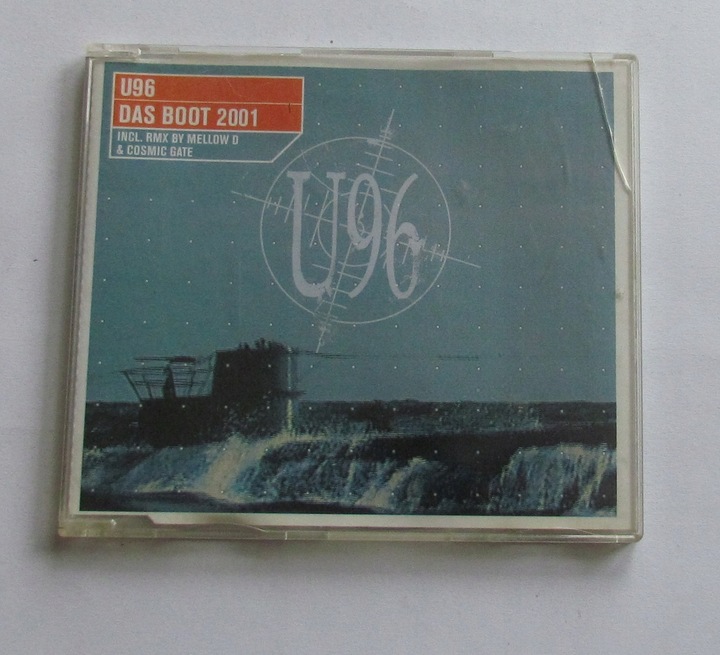 U96
DAS BOOT 2001
INCL. RMX BY MELLOW D
& COSMIC GATE
U96